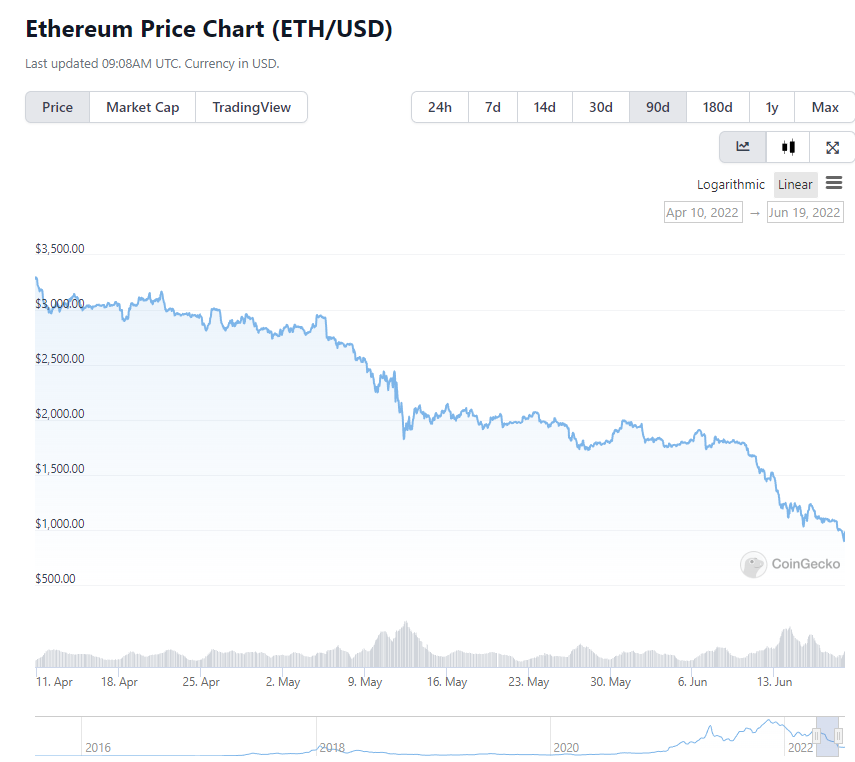 Ethereum Price Chart (ETH/USD)
Last updated 09:08AM UTC. Currency in USD.
Price Market Cap TradingView 24h 7d 14d 30d 90d 180d 1y Max
Logarithmic Linear
Apr 10, 2022 → Jun 19, 2022
$3,500.00
$3,000.00
$2,500.00
$2,000.00
$1,500.00
$1,000.00
CoinGecko
$500.00
11. Apr 18. Apr 25. Apr 2. May 9. May 16. May 23. May 30. May 6. Jun 13. Jun
2016 2018 2020 2022